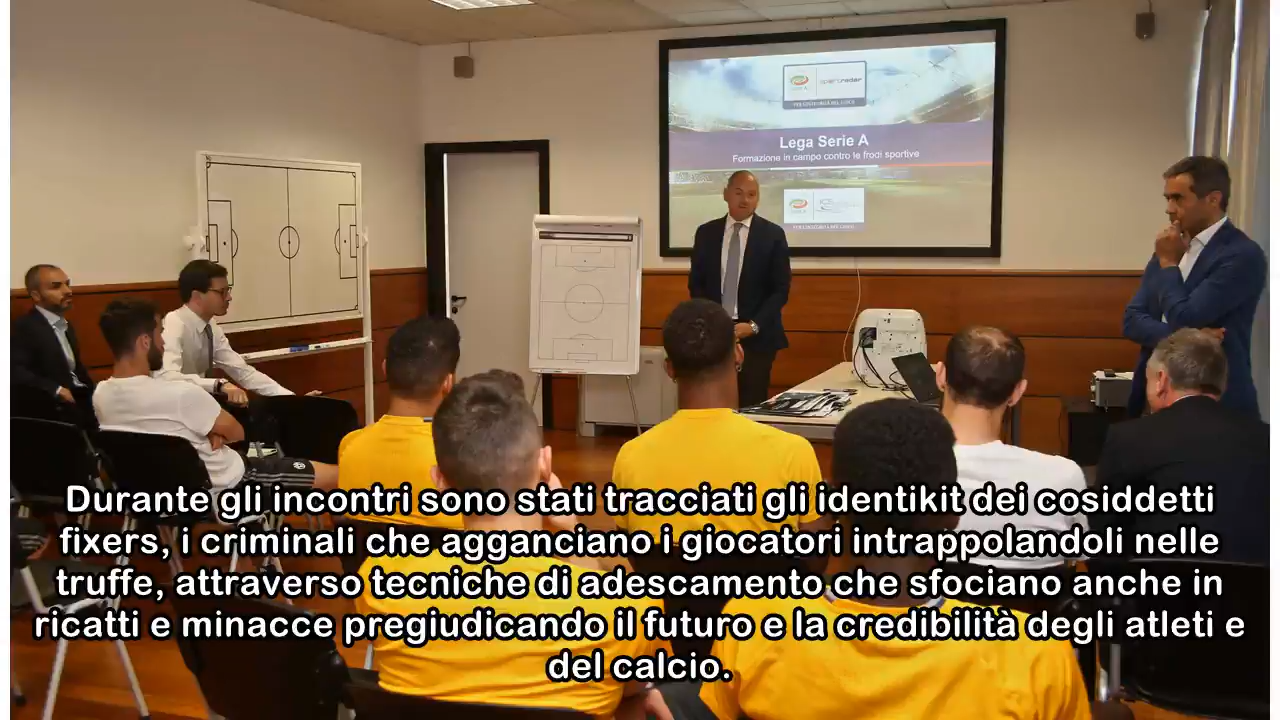 sportradar
Lega Serie A
Formazione in campo contro le frodi sportive
Durante gli incontri sono stati tracciati gli identikit dei cosiddetti
fixers, i criminali che agganciano i giocatori intrappolandoli nelle
truffe, attraverso tecniche di adescamento che sfociano anche in
ricatti e minacce pregiudicando il futuro e la credibilità degli atleti e
del calcio.